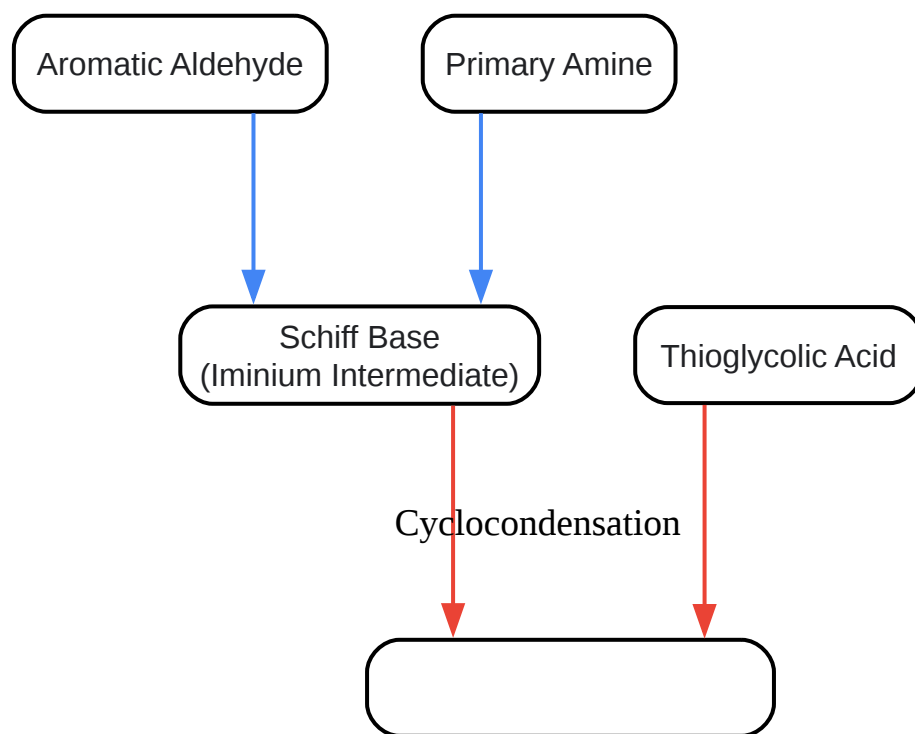 Aromatic Aldehyde
Primary Amine
Schiff Base
(Iminium Intermediate)
Thioglycolic Acid
Cyclocondensation